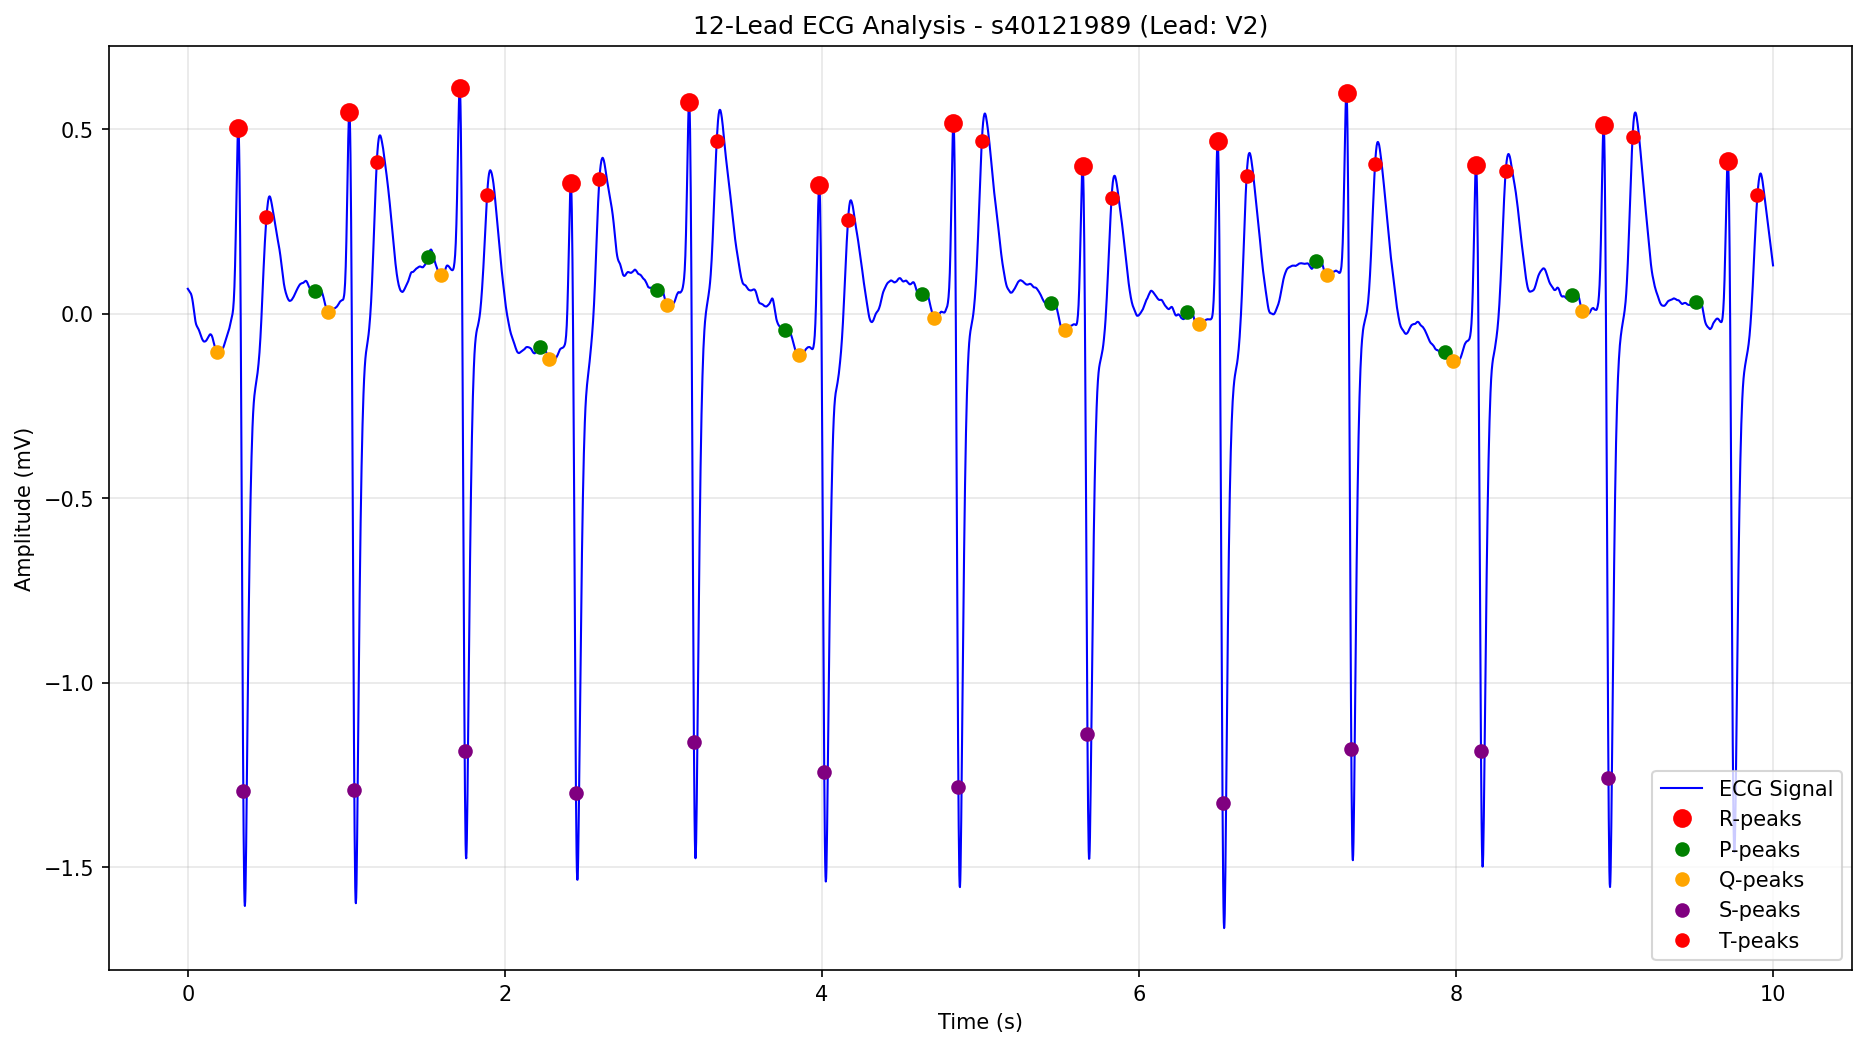 12-Lead ECG Analysis - s40121989 (Lead: V2)
Amplitude (mV)
0.5
0.0
−0.5
−1.0
−1.5
0 2 4 6 8 10
Time (s)
ECG Signal
R-peaks
P-peaks
Q-peaks
S-peaks
T-peaks